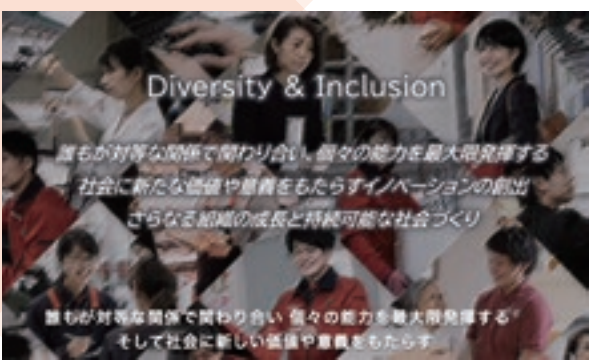 Diversity & Inclusion
誰もが対等な関係で関わり合い、個々の能力を最大限発揮する
社会に新たな価値や意義をもたらすイノベーションの創出
さらなる組織の成長と持続可能な社会づくり
誰もが対等な関係で関わり合い 個々の能力を最大限発揮する
そして社会に新しい価値や意義をもたらす